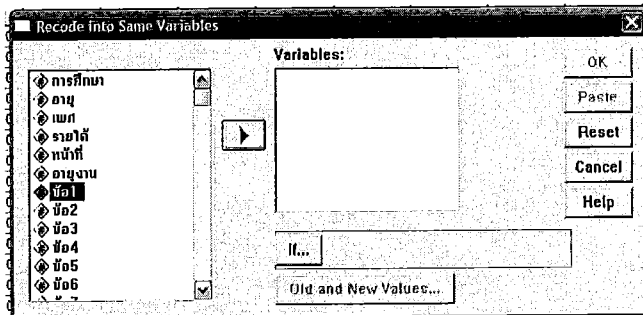 Recode into Same Variables
Variables:
การศึกษา
อายุ
เพศ
รายได้
หน้าที่
อายุงาน
ข้อ1
ข้อ2
ข้อ3
ข้อ4
ข้อ5
ข้อ6
OK
Paste
Reset
Cancel
Help
If...
Old and New Values...